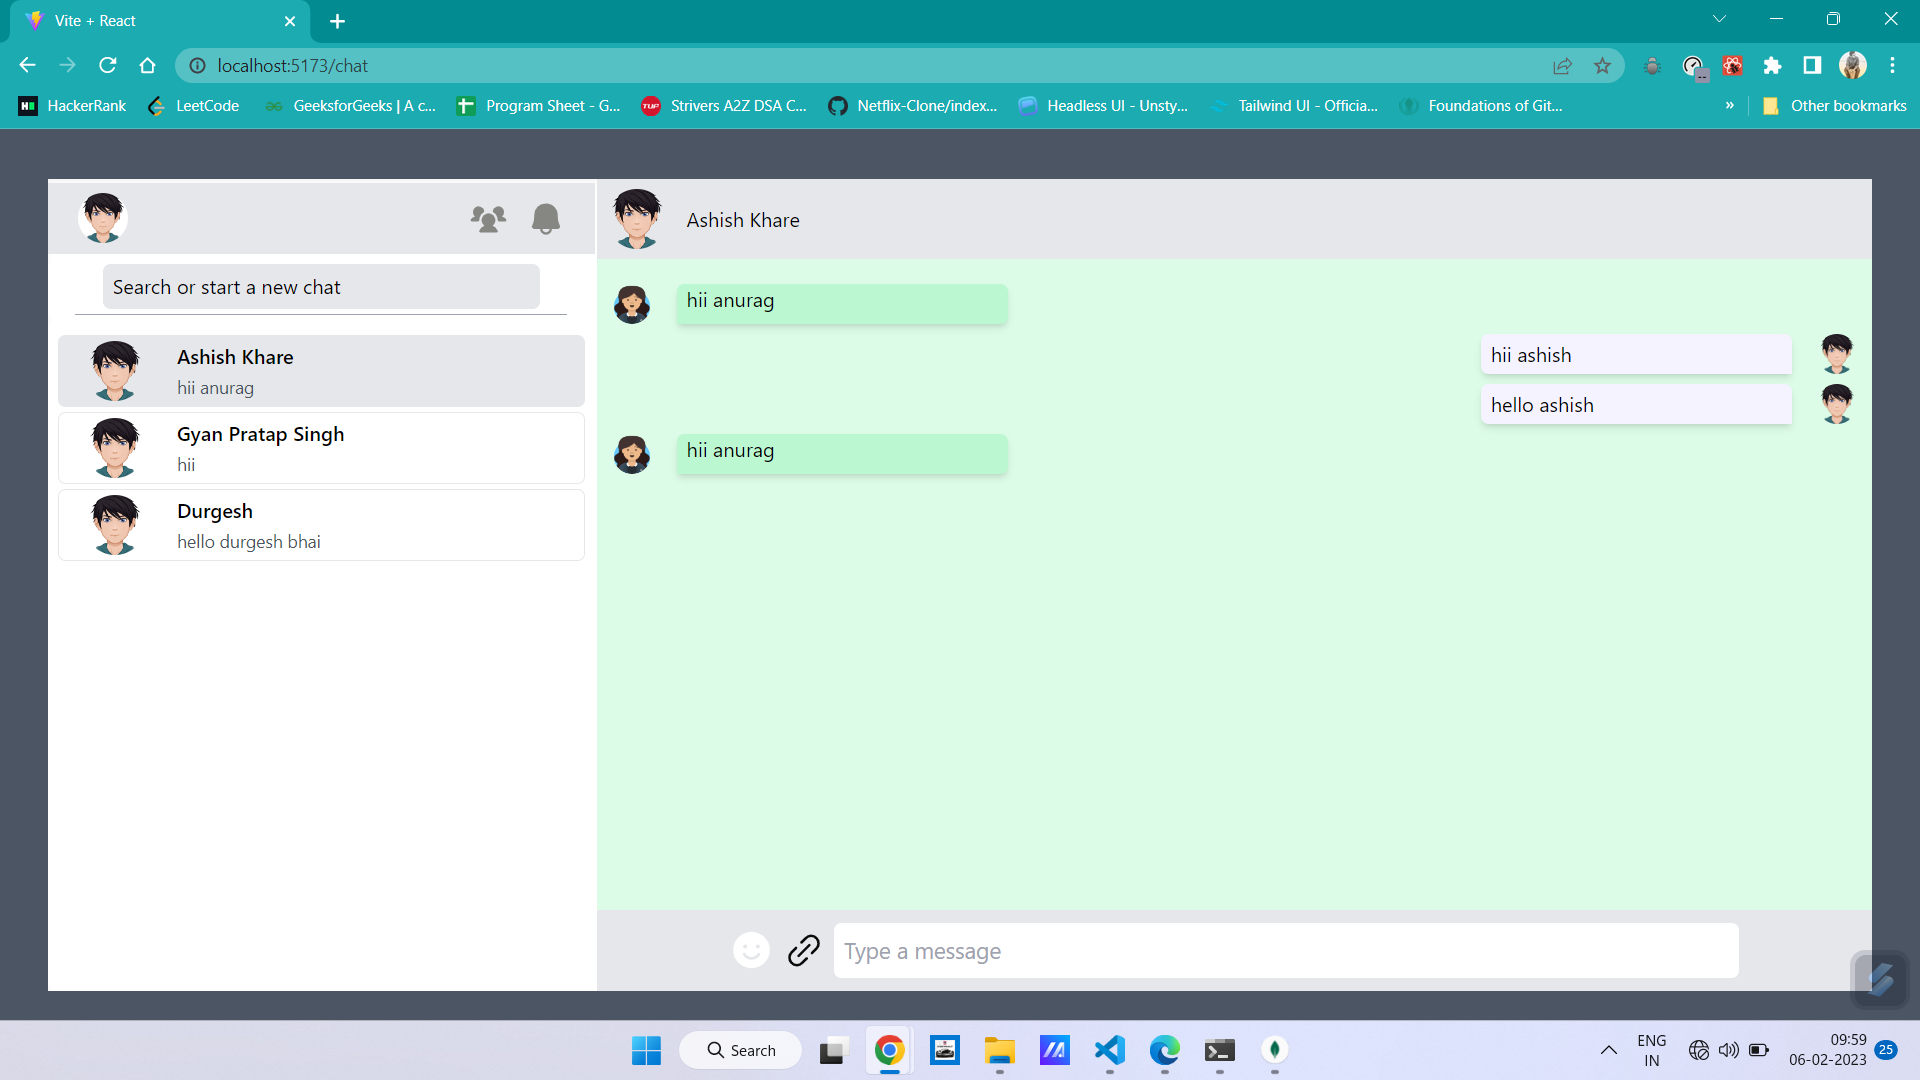 Vite + React
localhost:5173/chat
HackerRank LeetCode GeeksforGeeks | A c... Program Sheet - G... Strivers A2Z DSA C... Netflix-Clone/index... Headless UI - Unsty... Tailwind UI - Officia... Foundations of Git... » Other bookmarks
Search or start a new chat
Ashish Khare
hii anurag
Gyan Pratap Singh
hii
Durgesh
hello durgesh bhai
Ashish Khare
hii anurag
hii ashish
hello ashish
hii anurag
Type a message
Search
ENG
IN
09:59
06-02-2023
25